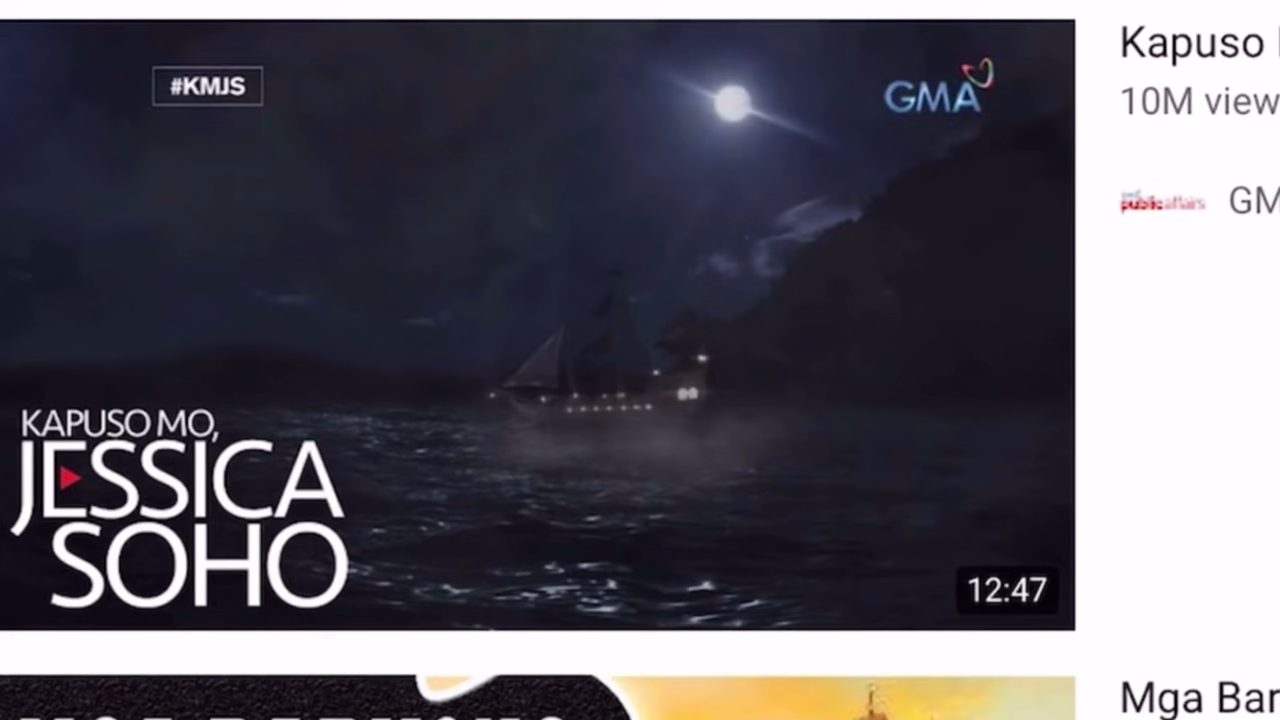 #KMJS
GMA
KAPUSO MO,
JESSICA
SOHO
12:47
Kapuso
10M view
public affairs
GM
Mga Bar